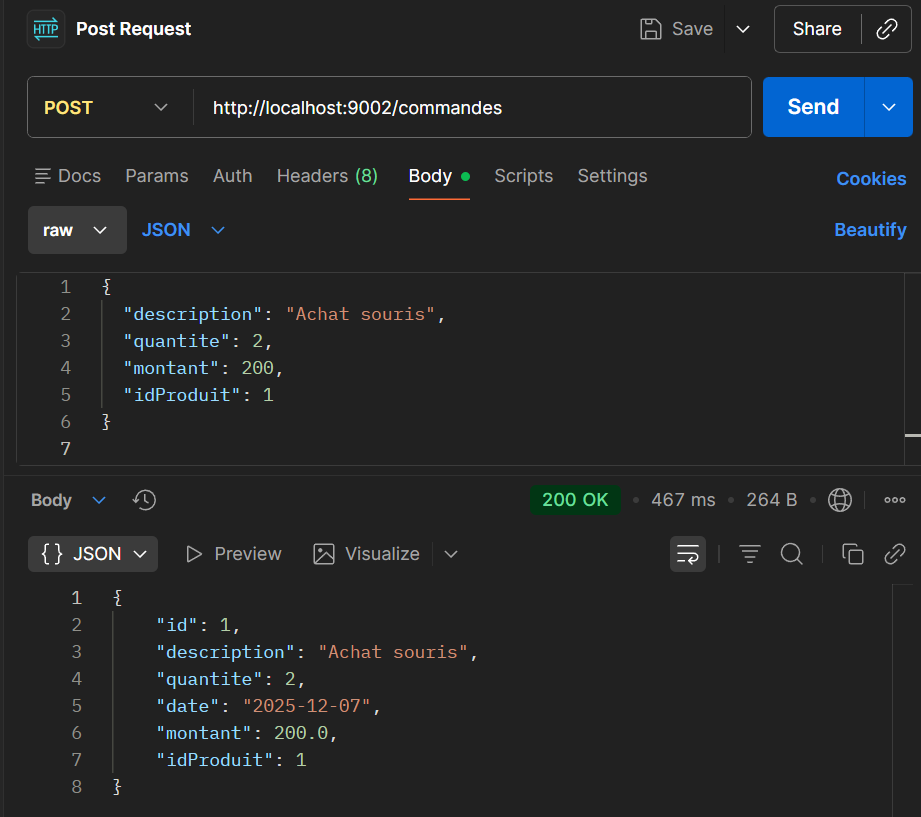 HTTP Post Request Save Share
POST http://localhost:9002/commandes Send
Docs Params Auth Headers (8) Body Scripts Settings Cookies
raw JSON Beautify
1 {
2 "description": "Achat souris",
3 "quantite": 2,
4 "montant": 200,
5 "idProduit": 1
6 }
7
Body 200 OK • 467 ms • 264 B •
{} JSON Preview Visualize
1 {
2 "id": 1,
3 "description": "Achat souris",
4 "quantite": 2,
5 "date": "2025-12-07",
6 "montant": 200.0,
7 "idProduit": 1
8 }